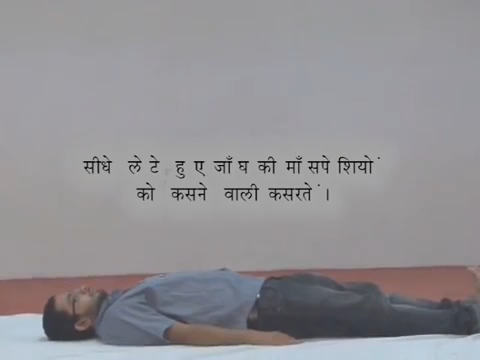 सीधे लेटे हुए जाँघ की माँसपेशियों
को कसने वाली कसरतें।